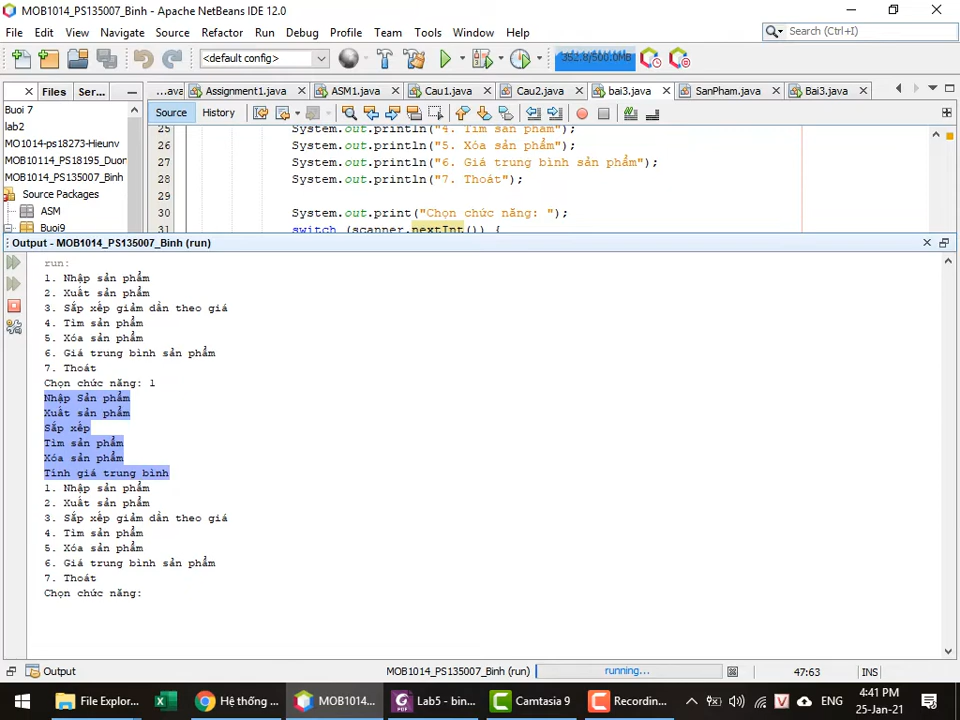 MOB1014_PS135007_Binh - Apache NetBeans IDE 12.0
File Edit View Navigate Source Refactor Run Debug Profile Team Tools Window Help
Search (Ctrl+I)
<default config>
352.8/500.0MB
Files Ser... ...ava Assignment1.java ASM1.java Cau1.java Cau2.java bai3.java SanPham.java Bai3.java
Source History
Buoi 7
lab2
MO1014-ps18273-Hieunv
MOB10114_PS18195_Duon
MOB1014_PS135007_Binh
Source Packages
ASM
Buoi9
25 System.out.println("4. Tìm sản phẩm");
26 System.out.println("5. Xóa sản phẩm");
27 System.out.println("6. Giá trung bình sản phẩm");
28 System.out.println("7. Thoát");
29
30 System.out.print("Chọn chức năng: ");
31 switch (scanner.nextInt()) {
Output - MOB1014_PS135007_Binh (run)
run:
1. Nhập sản phẩm
2. Xuất sản phẩm
3. Sắp xếp giảm dần theo giá
4. Tìm sản phẩm
5. Xóa sản phẩm
6. Giá trung bình sản phẩm
7. Thoát
Chọn chức năng: 1
Nhập Sản phẩm
Xuất sản phẩm
Sắp xếp
Tìm sản phẩm
Xóa sản phẩm
Tính giá trung bình
1. Nhập sản phẩm
2. Xuất sản phẩm
3. Sắp xếp giảm dần theo giá
4. Tìm sản phẩm
5. Xóa sản phẩm
6. Giá trung bình sản phẩm
7. Thoát
Chọn chức năng:
Output
MOB1014_PS135007_Binh (run)
running...
47:63
INS
File Explor...
Hệ thống ...
MOB1014...
Lab5 - bin...
Camtasia 9
Recordin...
ENG
4:41 PM
25-Jan-21